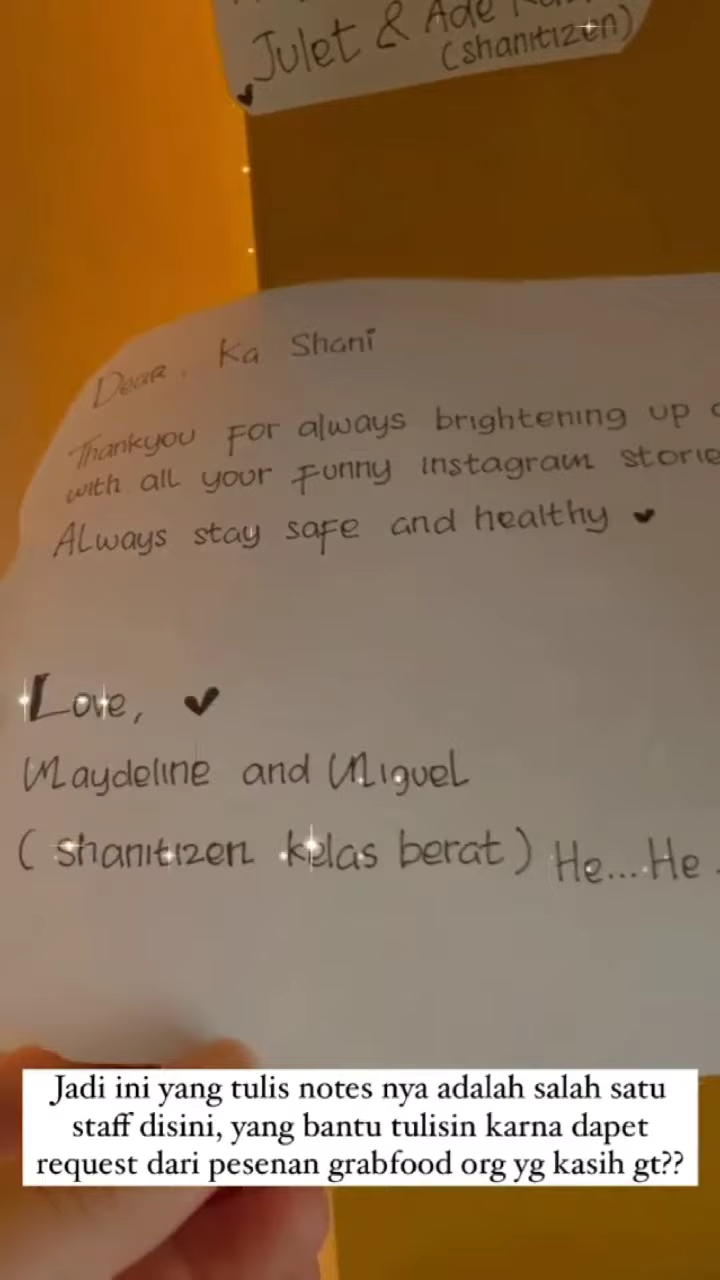 Julet & Ade
(shanitizen)
Dear, Ka Shani
Thankyou For always brightening up
with all your Funny instagram storie
ALways stay safe and healthy
Love,
Maydeline and Miguel
( shanitizen kelas berat ) He....He
Jadi ini yang tulis notes nya adalah salah satu
staff disini, yang bantu tulisin karna dapet
request dari pesenan grabfood org yg kasih gt??